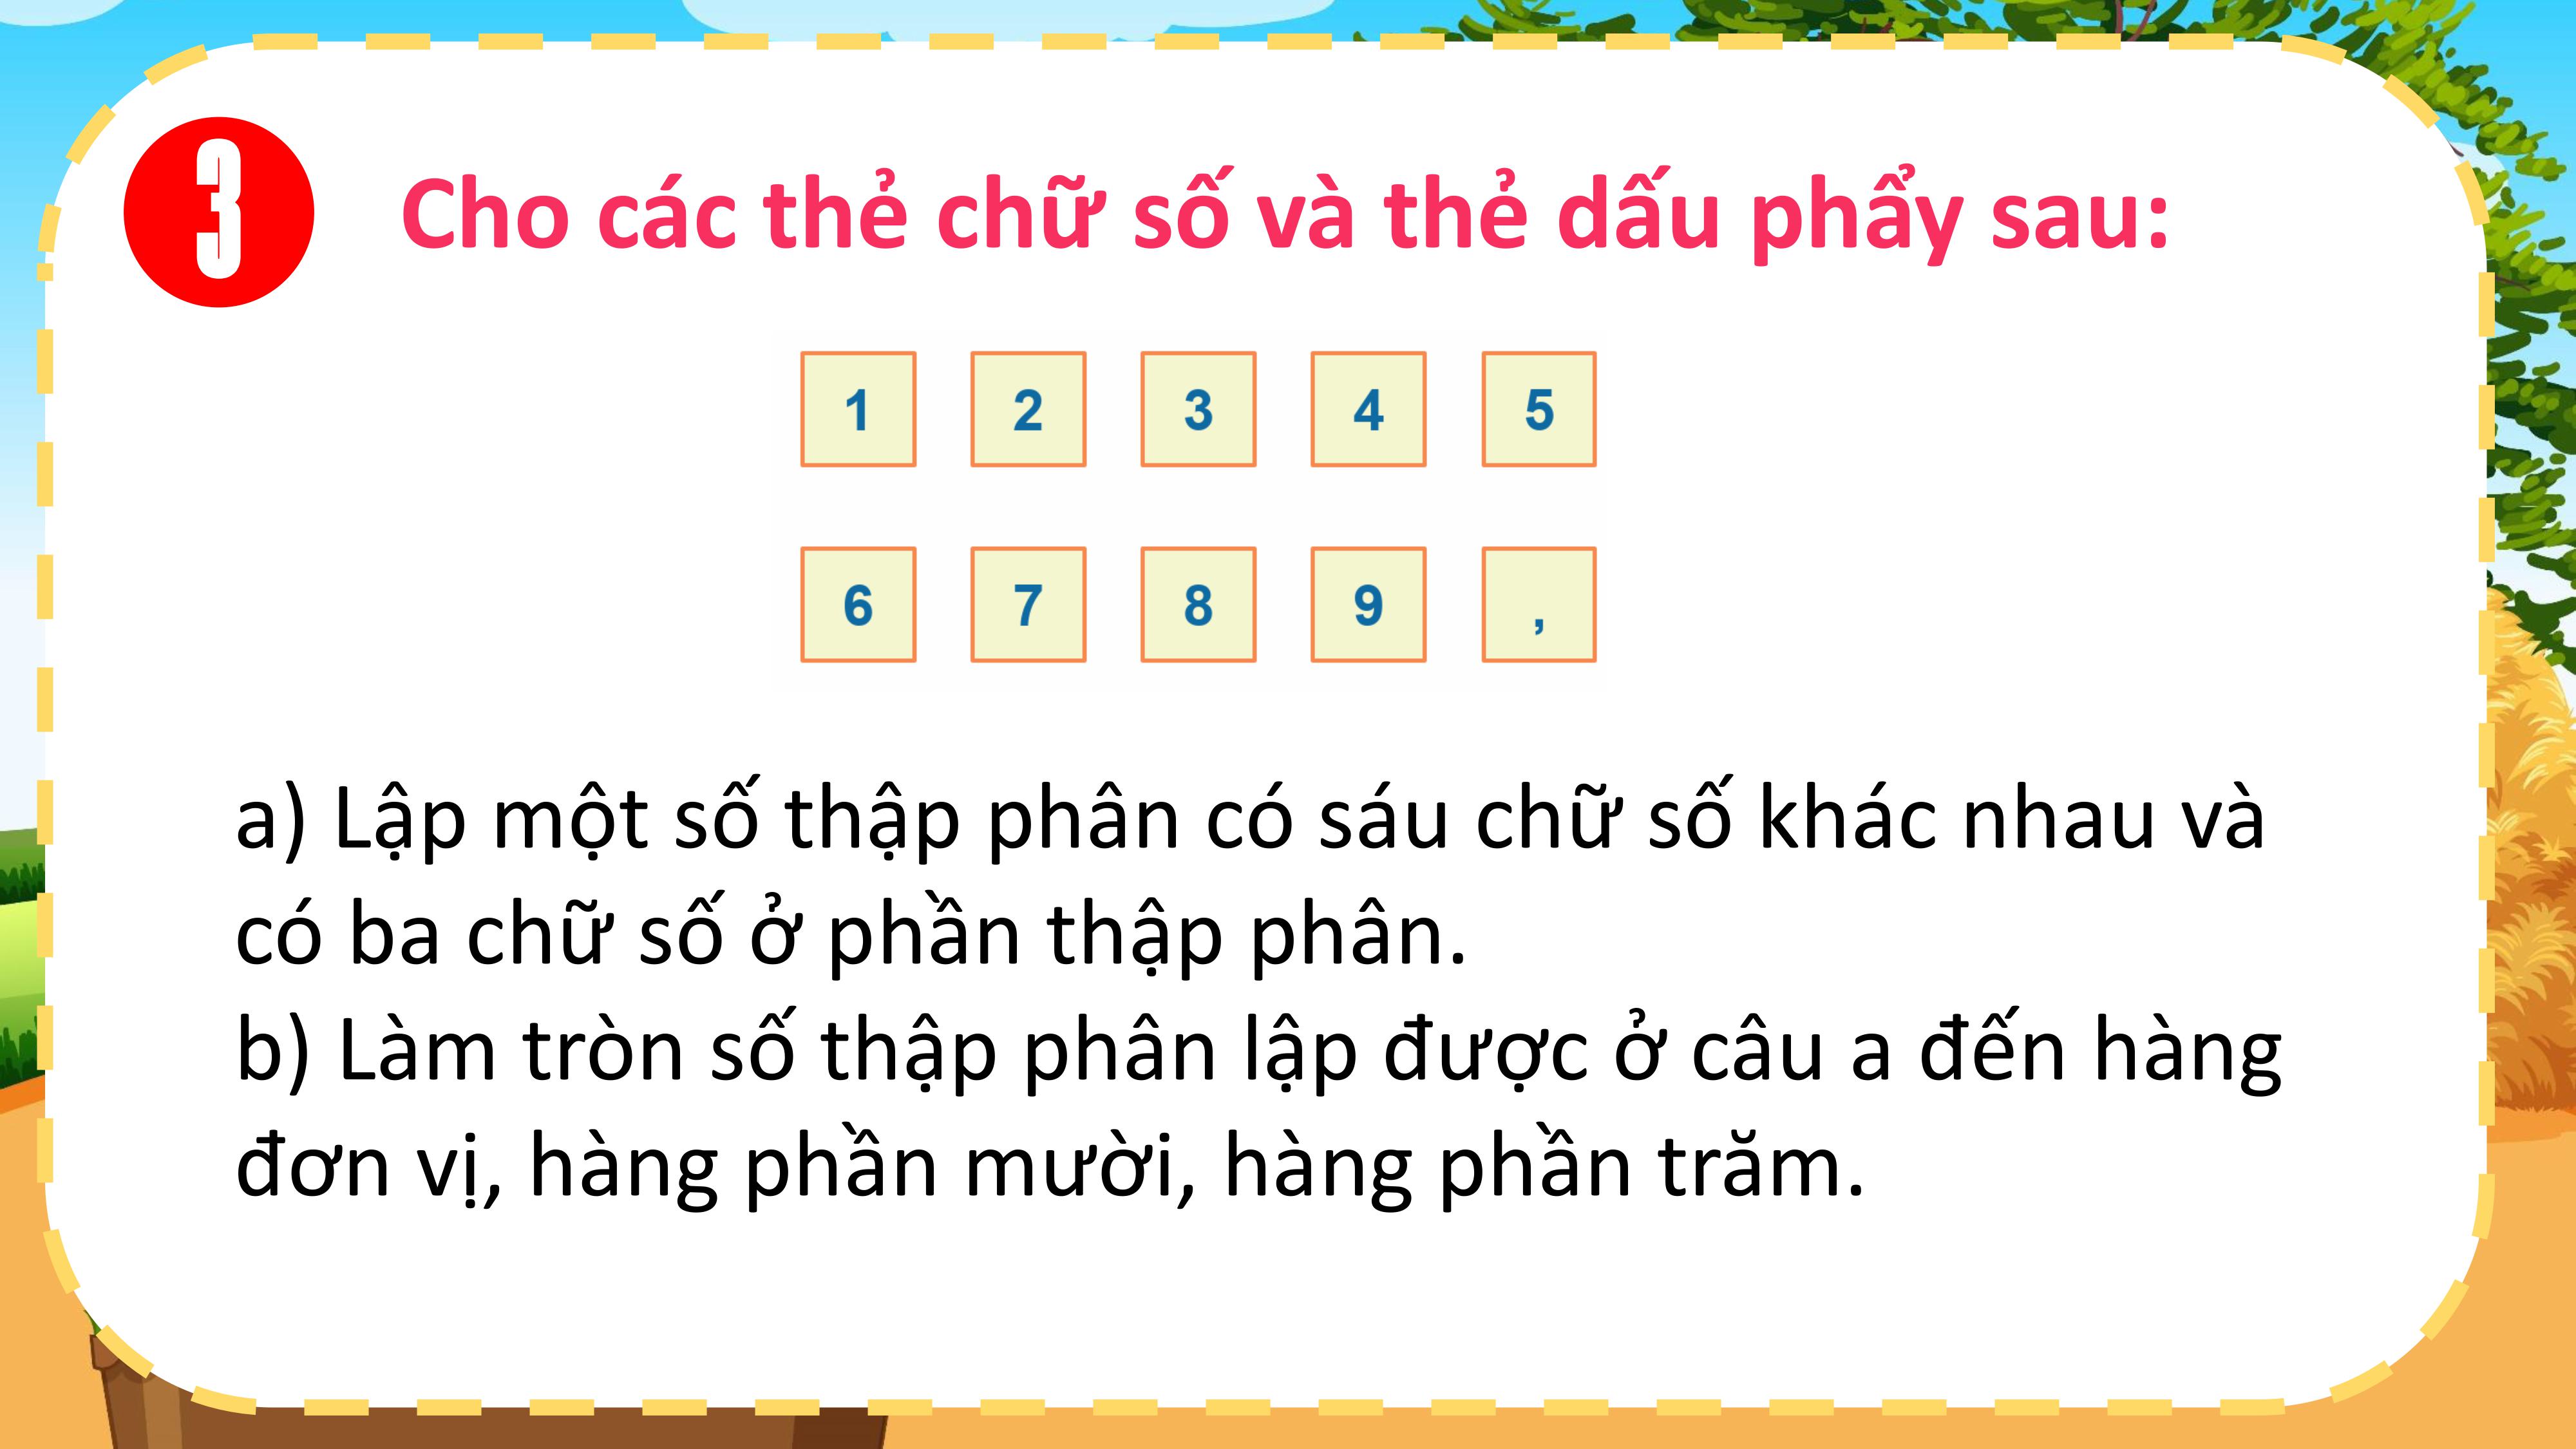 3 Cho các thẻ chữ số và thẻ dấu phẩy sau:
1 2 3 4 5
6 7 8 9 ,
a) Lập một số thập phân có sáu chữ số khác nhau và
có ba chữ số ở phần thập phân.
b) Làm tròn số thập phân lập được ở câu a đến hàng
đơn vị, hàng phần mười, hàng phần trăm.